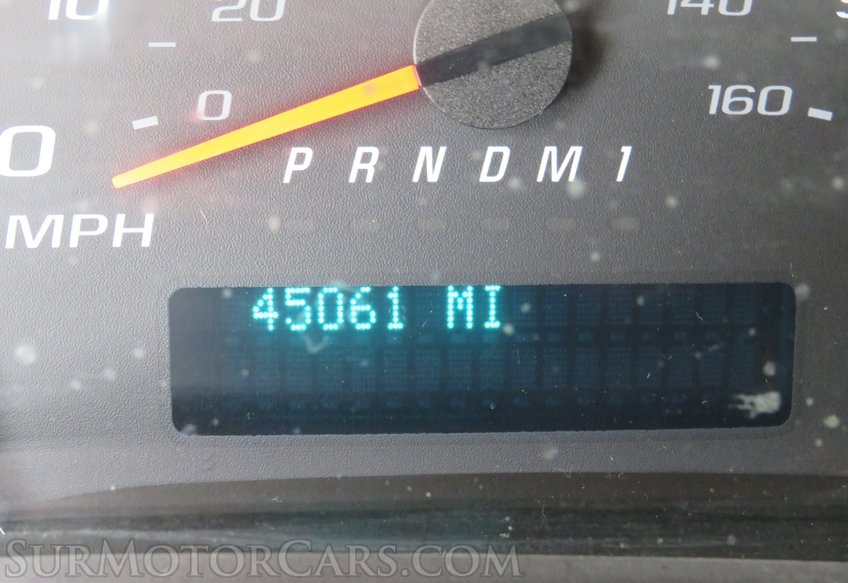 10 20 140
0 160
0 P R N D M 1
MPH
45061 MI
SURMOTORCARS.COM